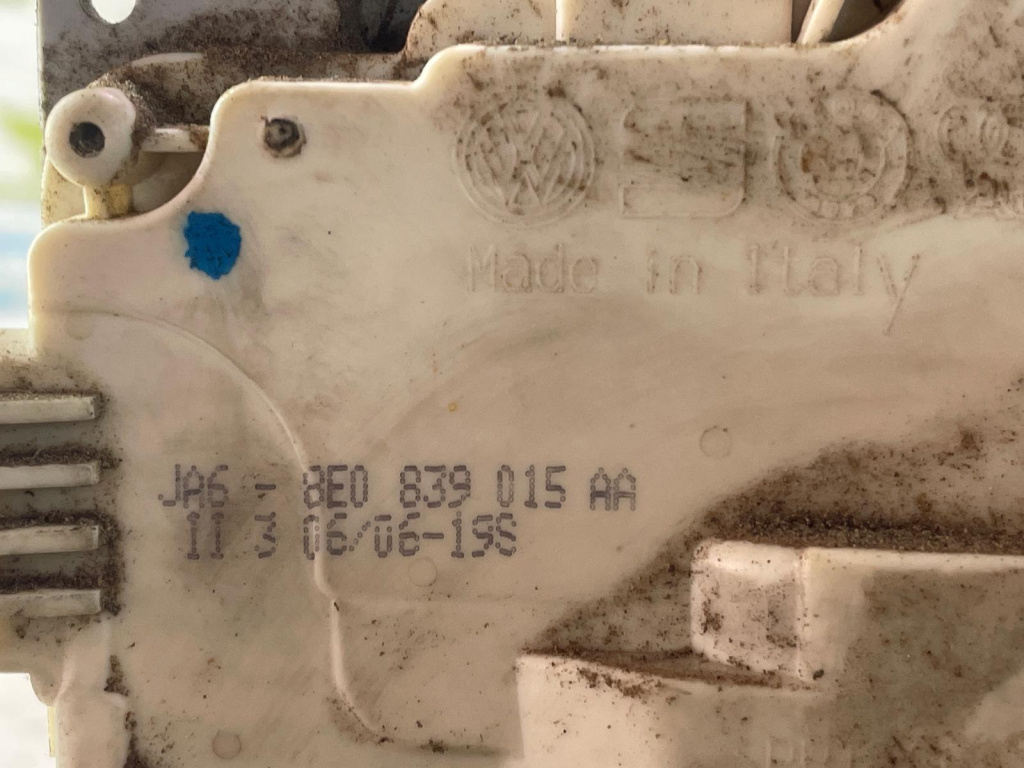 Made in Italy
JA6 - 8E0 839 015 AA
11 3 06/06-19S